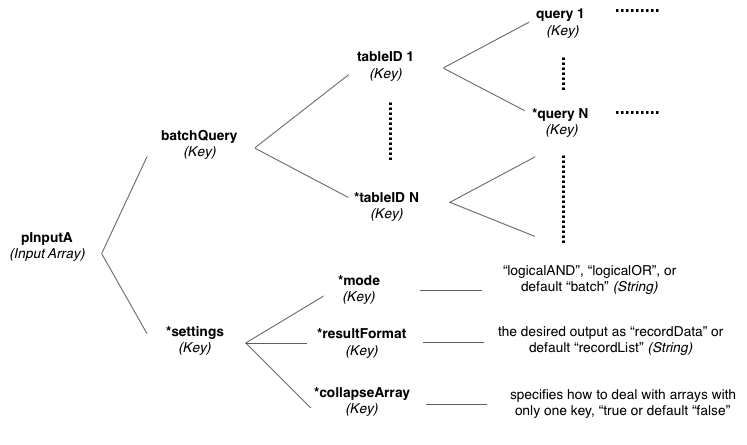 query 1
(Key)
tableID 1
(Key)
*query N
(Key)
batchQuery
(Key)
*tableID N
(Key)
pInputA
(Input Array)
*mode
(Key)
“logicalAND”, “logicalOR”, or
default “batch” (String)
*settings
(Key)
*resultFormat
(Key)
the desired output as “recordData” or
default “recordList” (String)
*collapseArray
(Key)
specifies how to deal with arrays with
only one key, “true or default “false”